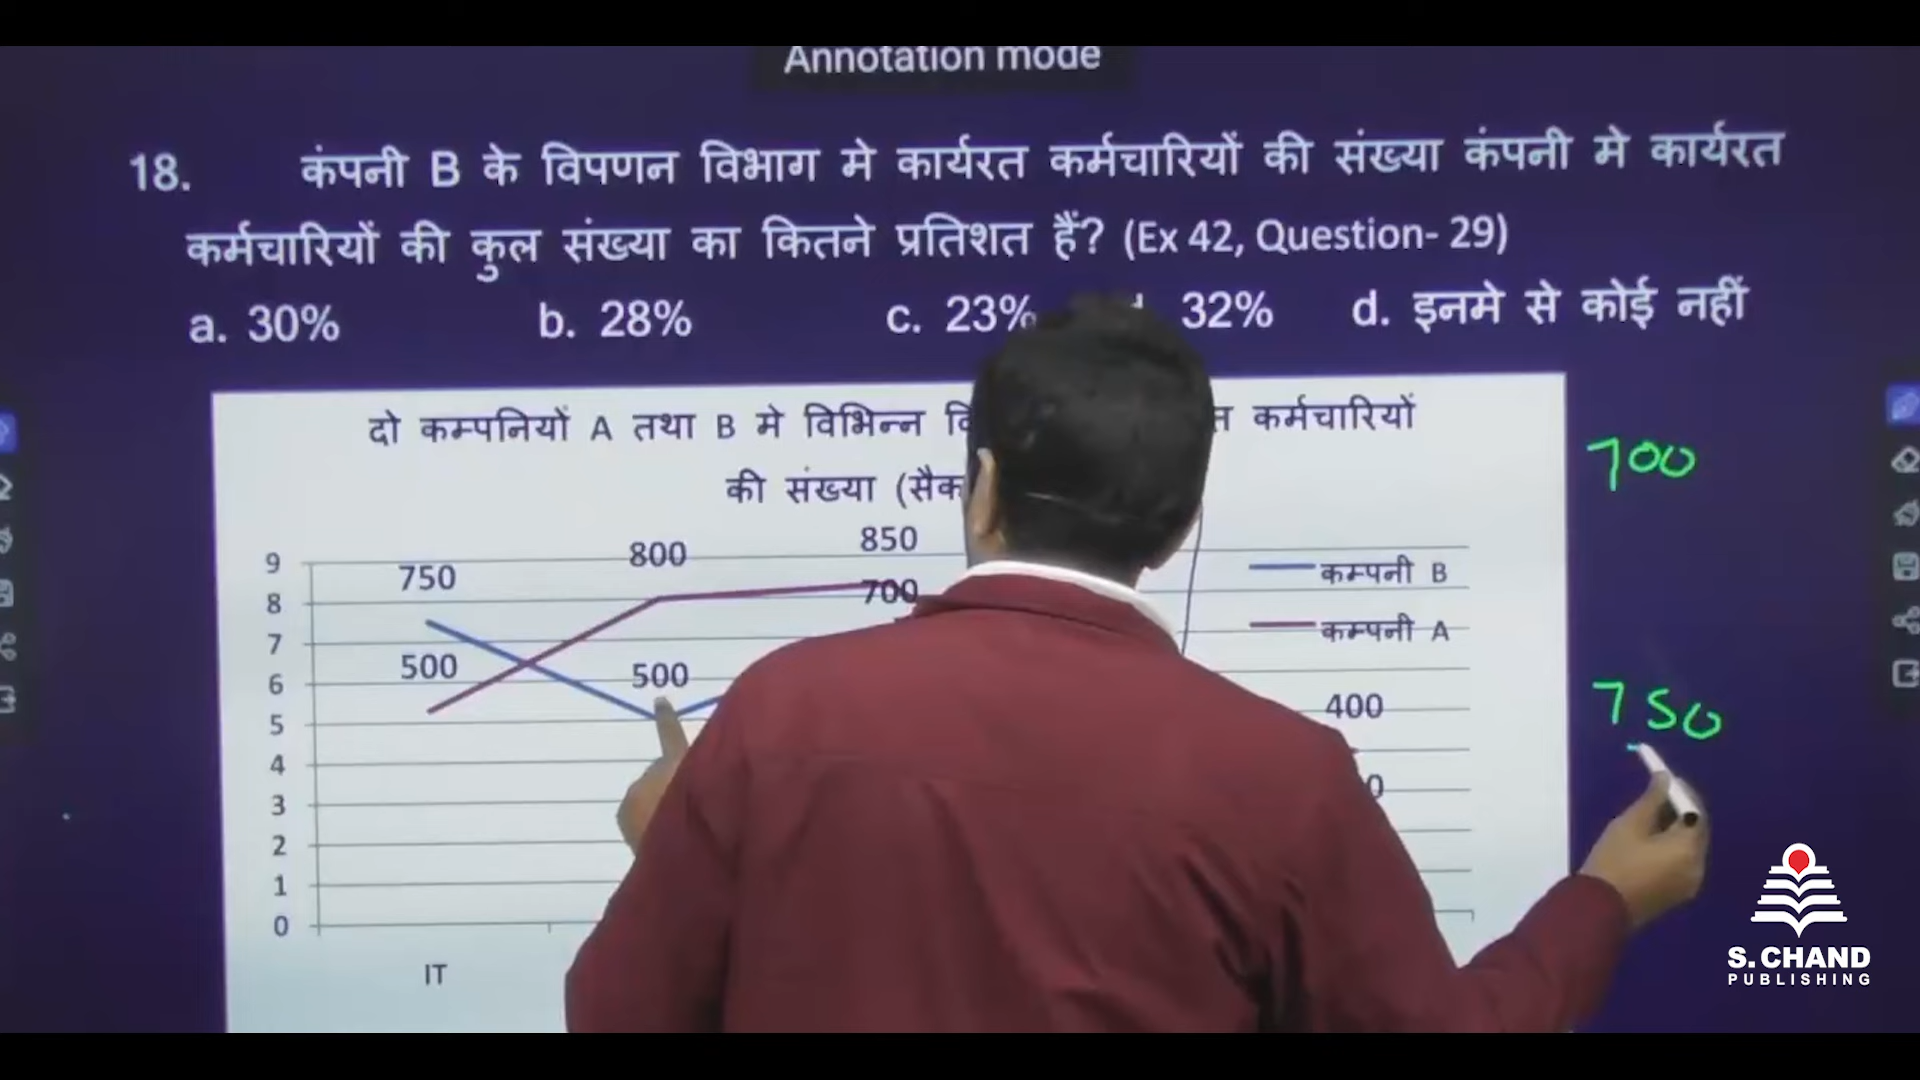 Annotation mode
18. कंपनी B के विपणन विभाग मे कार्यरत कर्मचारियों की संख्या कंपनी मे कार्यरत
कर्मचारियों की कुल संख्या का कितने प्रतिशत हैं? (Ex 42, Question- 29)
a. 30% b. 28% c. 23% 32% d. इनमे से कोई नहीं
दो कम्पनियों A तथा B मे विभिन्न कर्मचारियों
की संख्या
9
8
7
6
5
4
3
2
1
0
750
800
850
700
500
500
400
IT
कम्पनी B
कम्पनी A
700
750
S. CHAND
PUBLISHING